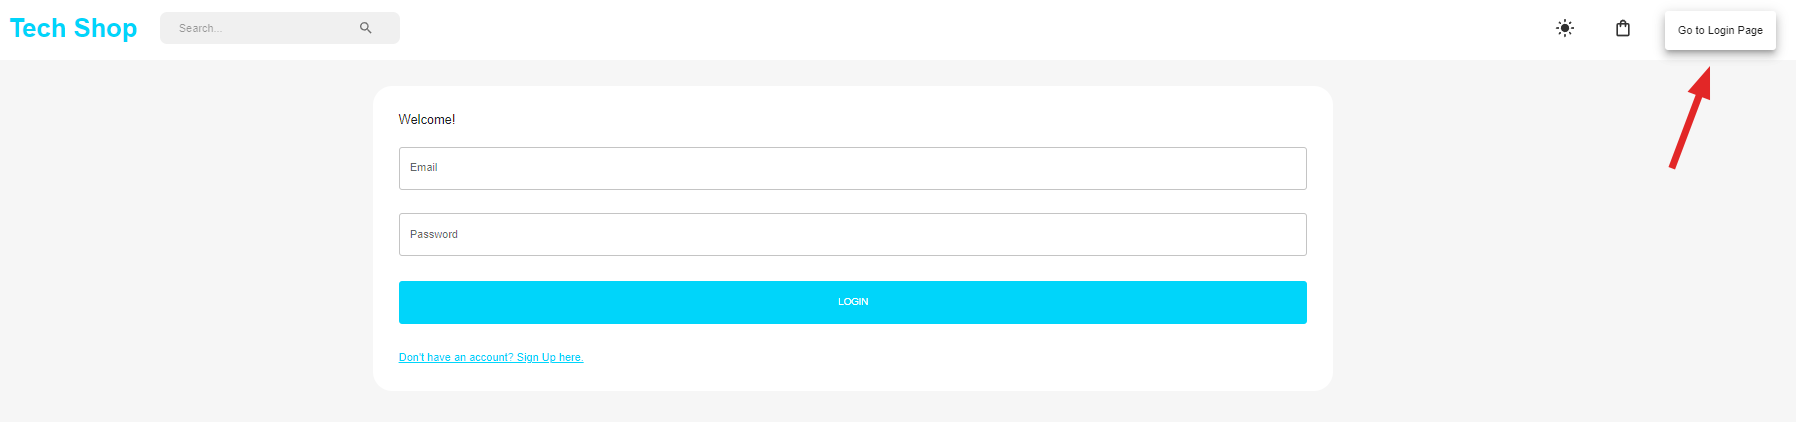 Tech Shop
Search...
Go to Login Page
Welcome!
Email
Password
LOGIN
Don't have an account? Sign Up here.